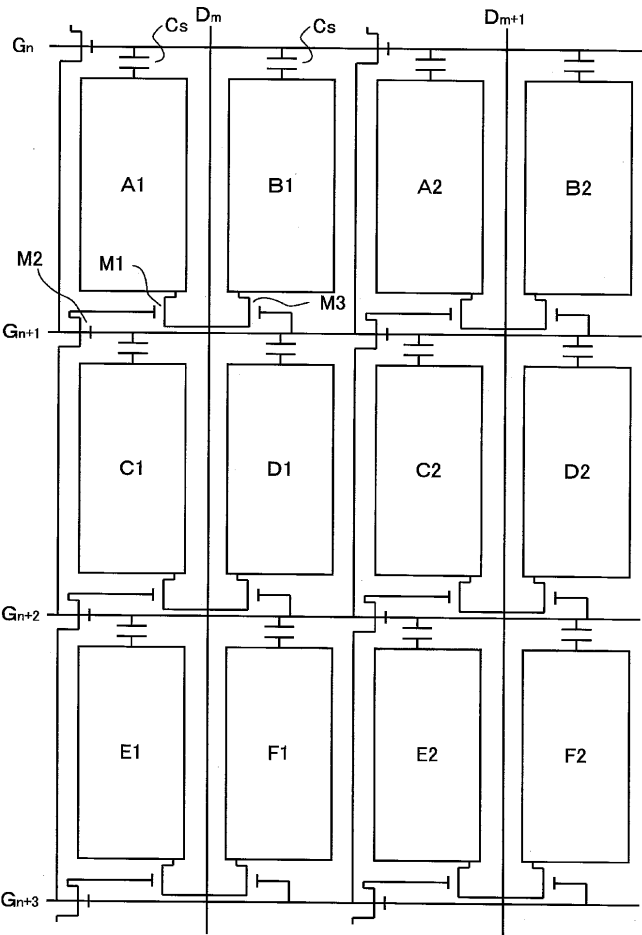 Dm Dm+1
Cs Cs
Gn
A1 B1 A2 B2
M2 M1 M3
Gn+1
C1 D1 C2 D2
Gn+2
E1 F1 E2 F2
Gn+3